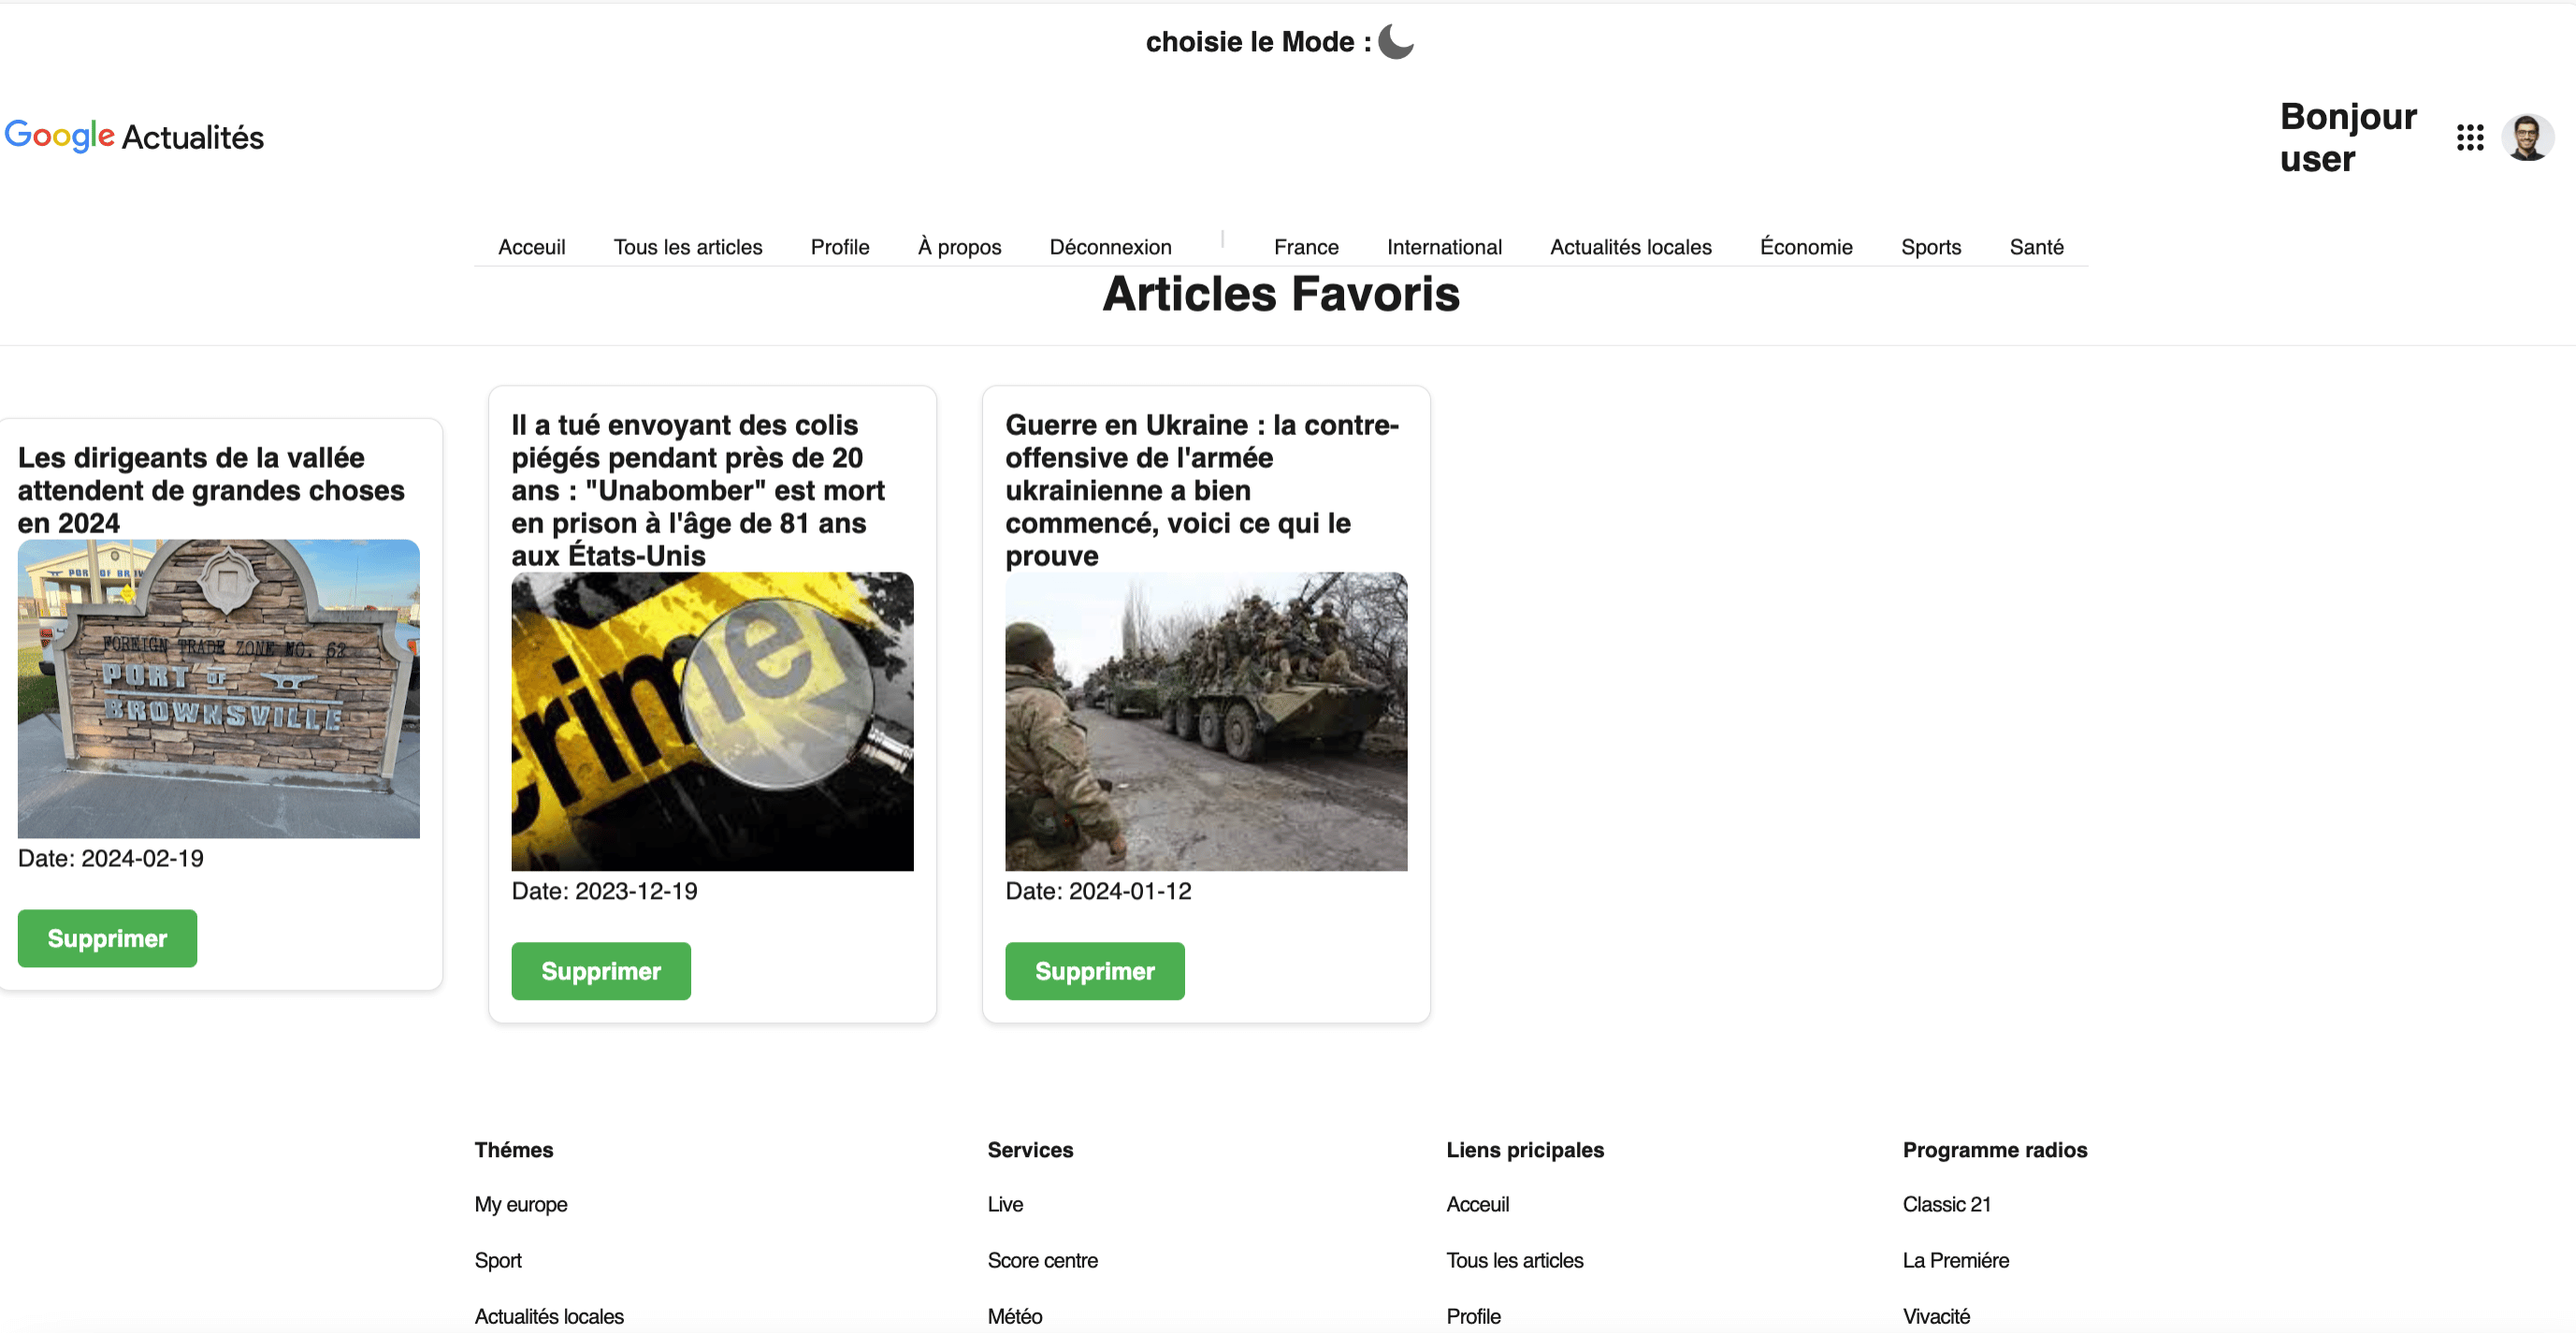 choisie le Mode :
Google Actualités
Bonjour
user
Acceuil Tous les articles Profile À propos Déconnexion | France International Actualités locales Économie Sports Santé
Articles Favoris
Les dirigeants de la vallée
attendent de grandes choses
en 2024
PORT OF BROW
FOREIGN TRADE ZONE NO. 62
PORT OF
BROWNSVILLE
Date: 2024-02-19
Supprimer
Il a tué envoyant des colis
piégés pendant près de 20
ans : "Unabomber" est mort
en prison à l'âge de 81 ans
aux États-Unis
crime
Date: 2023-12-19
Supprimer
Guerre en Ukraine : la contre-
offensive de l'armée
ukrainienne a bien
commencé, voici ce qui le
prouve
Date: 2024-01-12
Supprimer
Thémes
My europe
Sport
Actualités locales
Services
Live
Score centre
Météo
Liens pricipales
Acceuil
Tous les articles
Profile
Programme radios
Classic 21
La Premiére
Vivacité